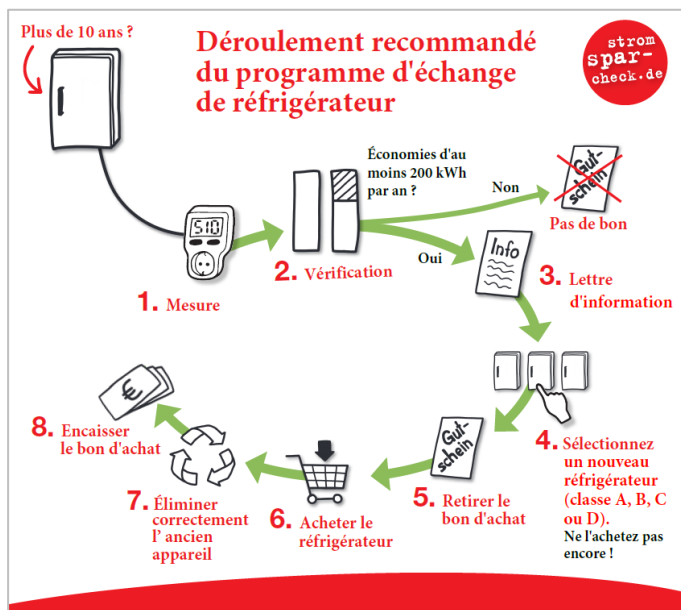 Plus de 10 ans ?
Déroulement recommandé
du programme d'échange
de réfrigérateur
strom
spar-
check.de
Économies d'au
moins 200 kWh
par an ?
Non
Gut-
schein
Pas de bon
510
1. Mesure
2. Vérification
Oui
Info
3. Lettre
d'information
4. Sélectionnez
un nouveau
réfrigérateur
(classe A, B, C
ou D).
Ne l'achetez pas
encore !
Gut-
schein
5. Retirer le
bon d'achat
6. Acheter le
réfrigérateur
7. Éliminer
correctement
l' ancien
appareil
€
8. Encaisser
le bon d'achat